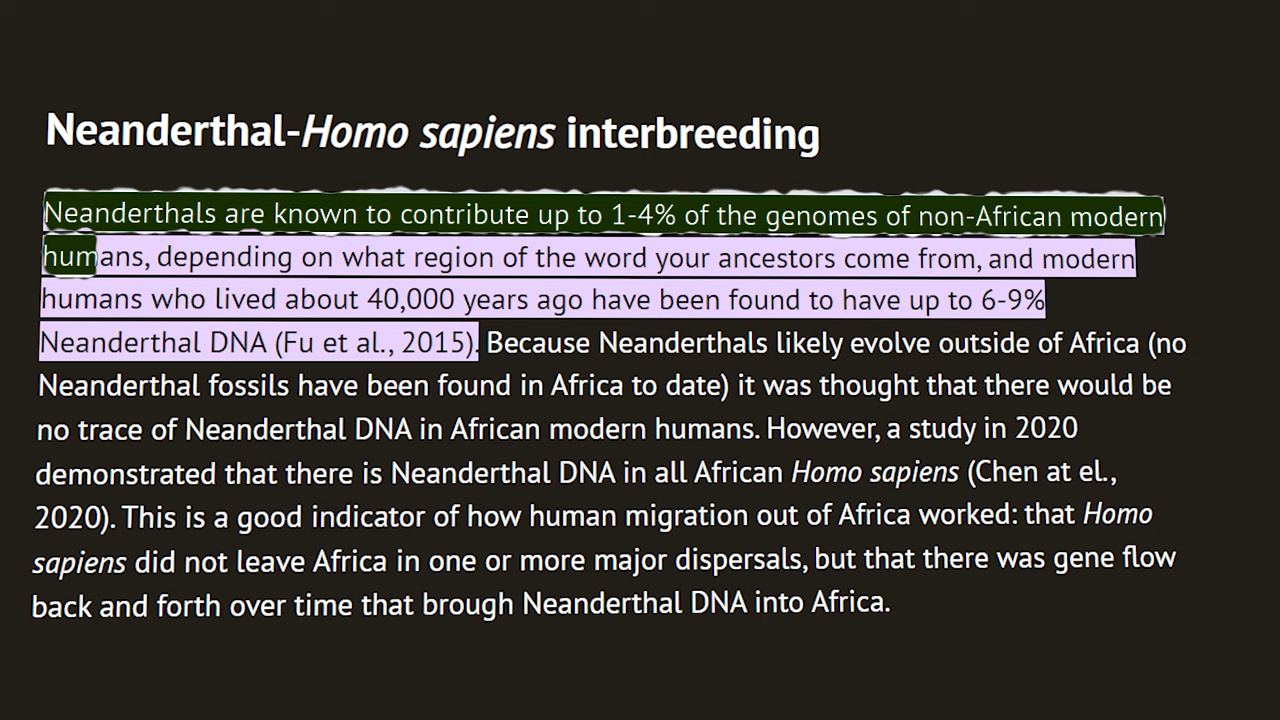 Neanderthal-Homo sapiens interbreeding
Neanderthals are known to contribute up to 1-4% of the genomes of non-African modern
humans, depending on what region of the word your ancestors come from, and modern
humans who lived about 40,000 years ago have been found to have up to 6-9%
Neanderthal DNA (Fu et al., 2015). Because Neanderthals likely evolve outside of Africa (no
Neanderthal fossils have been found in Africa to date) it was thought that there would be
no trace of Neanderthal DNA in African modern humans. However, a study in 2020
demonstrated that there is Neanderthal DNA in all African Homo sapiens (Chen at el.,
2020). This is a good indicator of how human migration out of Africa worked: that Homo
sapiens did not leave Africa in one or more major dispersals, but that there was gene flow
back and forth over time that brough Neanderthal DNA into Africa.